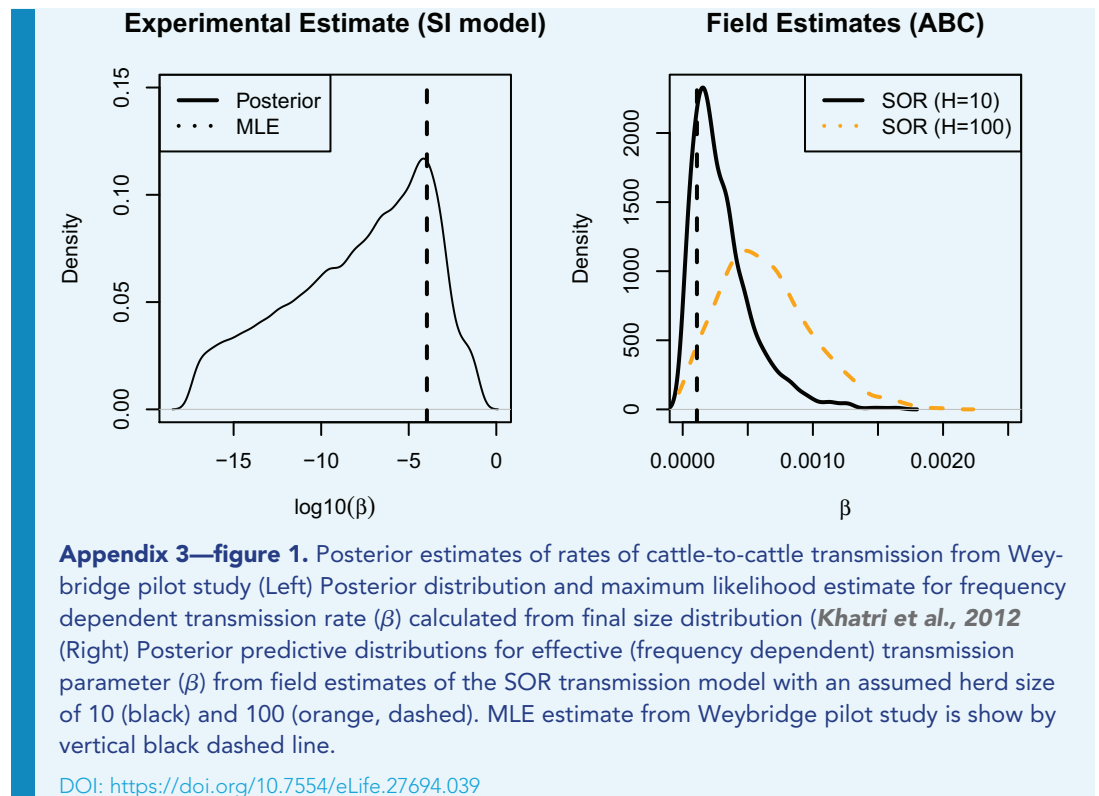 Experimental Estimate (SI model)
Posterior
MLE
0.15
0.10
0.05
0.00
Density
−15
−10
−5
0
log10(β)
Field Estimates (ABC)
SOR (H=10)
SOR (H=100)
2000
1500
1000
500
0
Density
0.0000
0.0010
0.0020
β
Appendix 3—figure 1. Posterior estimates of rates of cattle-to-cattle transmission from Wey-
bridge pilot study (Left) Posterior distribution and maximum likelihood estimate for frequency
dependent transmission rate (β) calculated from final size distribution (Khatri et al., 2012
(Right) Posterior predictive distributions for effective (frequency dependent) transmission
parameter (β) from field estimates of the SOR transmission model with an assumed herd size
of 10 (black) and 100 (orange, dashed). MLE estimate from Weybridge pilot study is show by
vertical black dashed line.
DOI: https://doi.org/10.7554/eLife.27694.039